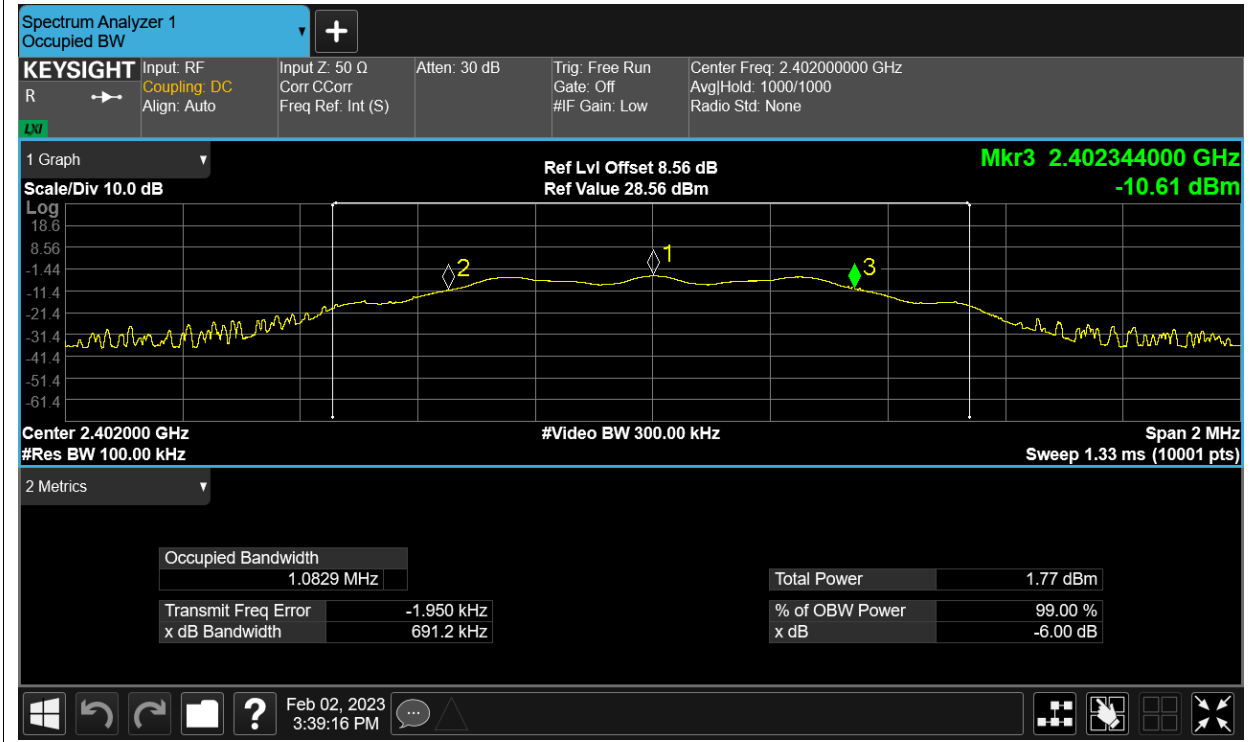 Spectrum Analyzer 1
Occupied BW
KEYSIGHT
R
LXI
Input: RF
Coupling: DC
Align: Auto
Input Z: 50 Ω
Corr CCorr
Freq Ref: Int (S)
Atten: 30 dB
Trig: Free Run
Gate: Off
#IF Gain: Low
Center Freq: 2.402000000 GHz
Avg|Hold: 1000/1000
Radio Std: None
1 Graph
Scale/Div 10.0 dB
Ref Lvl Offset 8.56 dB
Ref Value 28.56 dBm
Mkr3 2.402344000 GHz
-10.61 dBm
Log
18.6
8.56
-1.44
-11.4
-21.4
-31.4
-41.4
-51.4
-61.4
2
1
3
Center 2.402000 GHz
#Res BW 100.00 kHz
#Video BW 300.00 kHz
Span 2 MHz
Sweep 1.33 ms (10001 pts)
2 Metrics
Occupied Bandwidth
1.0829 MHz
Transmit Freq Error -1.950 kHz
x dB Bandwidth 691.2 kHz
Total Power 1.77 dBm
% of OBW Power 99.00 %
x dB -6.00 dB
?
Feb 02, 2023
3:39:16 PM